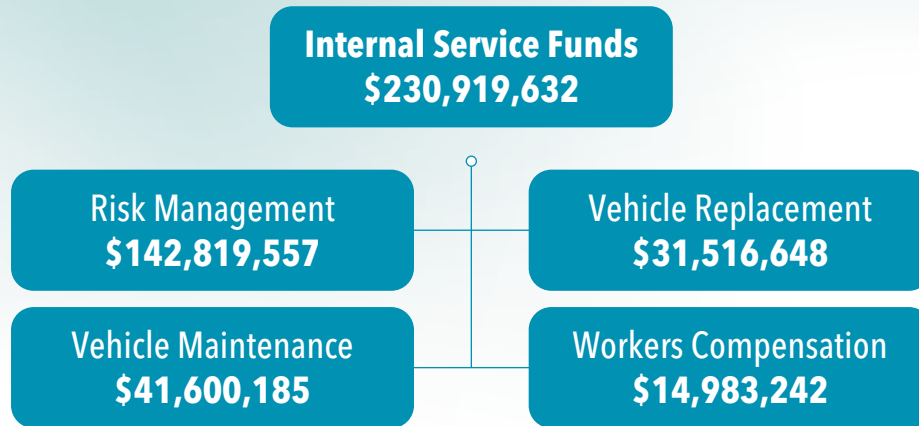 Internal Service Funds
$230,919,632
Risk Management
$142,819,557
Vehicle Replacement
$31,516,648
Vehicle Maintenance
$41,600,185
Workers Compensation
$14,983,242